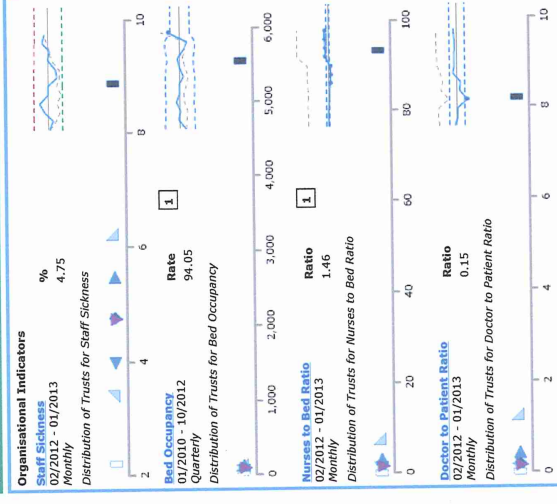 Organisational Indicators
Staff Sickness
02/2012 - 01/2013
Monthly
%
4.75
Distribution of Trusts for Staff Sickness
2 4 6 8 10
Bed Occupancy
01/2010 - 10/2012
Quarterly
Rate
94.05
1
Distribution of Trusts for Bed Occupancy
0 1,000 2,000 3,000 4,000 5,000 6,000
Nurses to Bed Ratio
02/2012 - 01/2013
Monthly
Ratio
1.46
1
Distribution of Trusts for Nurses to Bed Ratio
0 20 40 60 80 100
Doctor to Patient Ratio
02/2012 - 01/2013
Monthly
Ratio
0.15
Distribution of Trusts for Doctor to Patient Ratio
0 2 4 6 8 10